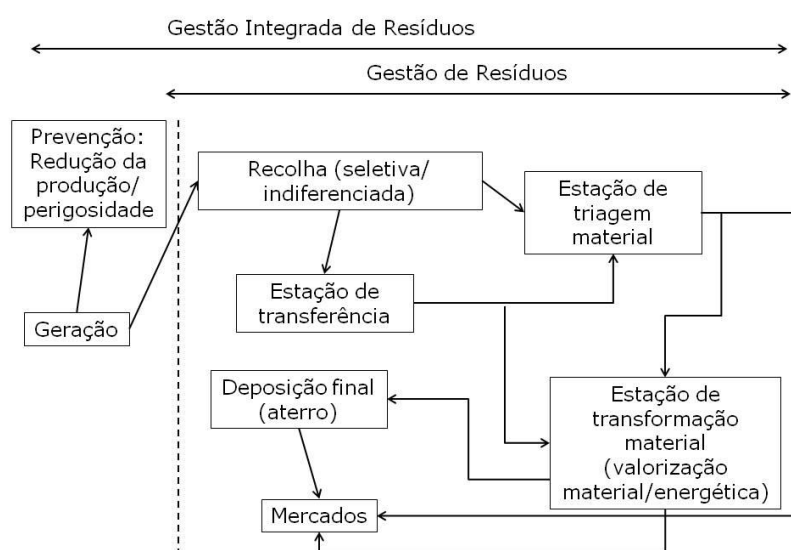 Gestão Integrada de Resíduos
Gestão de Resíduos
Prevenção:
Redução da
produção/
perigosidade
Recolha (seletiva/
indiferenciada)
Estação de
triagem
material
Estação de
transferência
Geração
Deposição final
(aterro)
Estação de
transformação
material
(valorização
material/energética)
Mercados